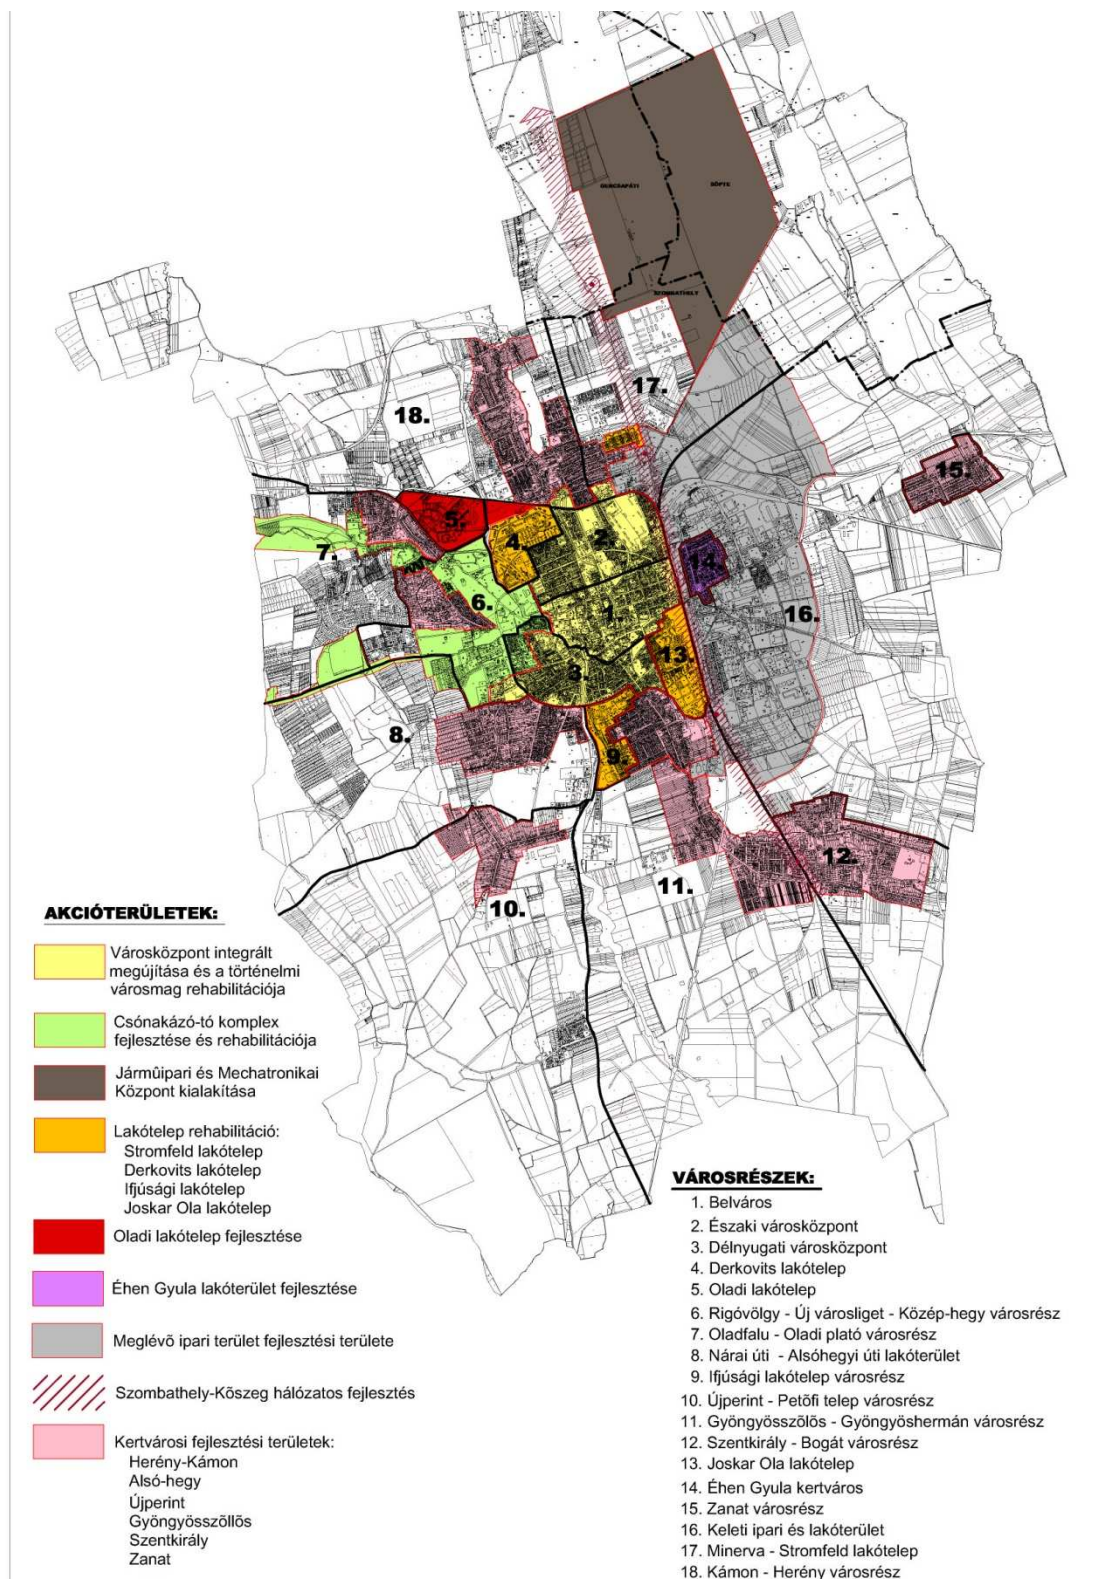 GENCSAPÁTI
SÖPTE
SZOMBATHELY
17.
18.
15.
5.
4.
2.
7.
14.
6.
1.
16.
13.
3.
8.
9.
12.
11.
10.
AKCIÓTERÜLETEK:
Városközpont integrált
megújítása és a történelmi
városmag rehabilitációja
Csónakázó-tó komplex
fejlesztése és rehabilitációja
Jármûipari és Mechatronikai
Központ kialakítása
Lakótelep rehabilitáció:
Stromfeld lakótelep
Derkovits lakótelep
Ifjúsági lakótelep
Joskar Ola lakótelep
Oladi lakótelep fejlesztése
Éhen Gyula lakóterület fejlesztése
Meglévõ ipari terület fejlesztési területe
Szombathely-Kõszeg hálózatos fejlesztés
Kertvárosi fejlesztési területek:
Herény-Kámon
Alsó-hegy
Újperint
Gyöngyösszõllõs
Szentkirály
Zanat
VÁROSRÉSZEK:
1. Belváros
2. Északi városközpont
3. Délnyugati városközpont
4. Derkovits lakótelep
5. Oladi lakótelep
6. Rigóvölgy - Új városliget - Közép-hegy városrész
7. Oladfalu - Oladi plató városrész
8. Nárai úti - Alsóhegyi úti lakóterület
9. Ifjúsági lakótelep városrész
10. Újperint - Petõfi telep városrész
11. Gyöngyösszõlõs - Gyöngyöshermán városrész
12. Szentkirály - Bogát városrész
13. Joskar Ola lakótelep
14. Éhen Gyula kertváros
15. Zanat városrész
16. Keleti ipari és lakóterület
17. Minerva - Stromfeld lakótelep
18. Kámon - Herény városrész